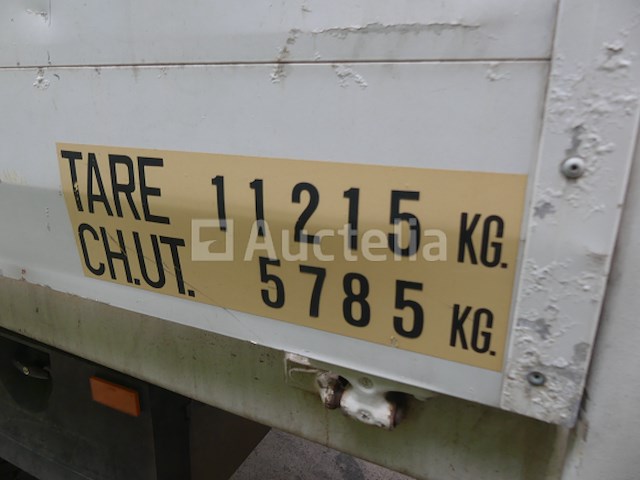 TARE 11215 KG.
CH.UT. 5785 KG.
Auctelia